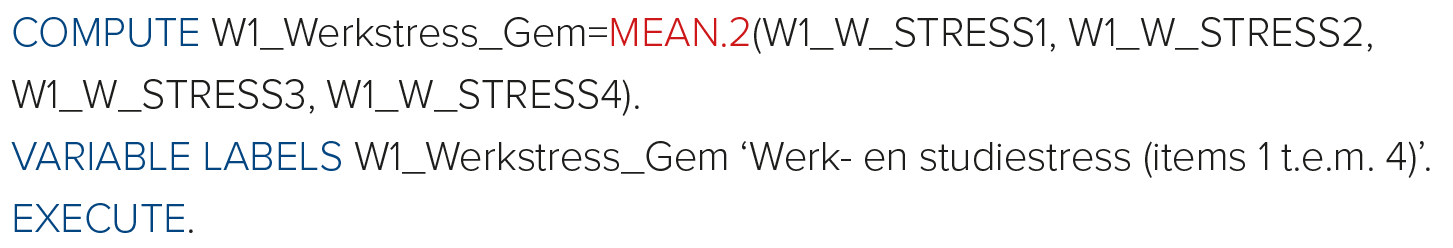 COMPUTE W1_Werkstress_Gem=MEAN.2(W1_W_STRESS1, W1_W_STRESS2,
W1_W_STRESS3, W1_W_STRESS4).
VARIABLE LABELS W1_Werkstress_Gem ‘Werk- en studiestress (items 1 t.e.m. 4)’.
EXECUTE.